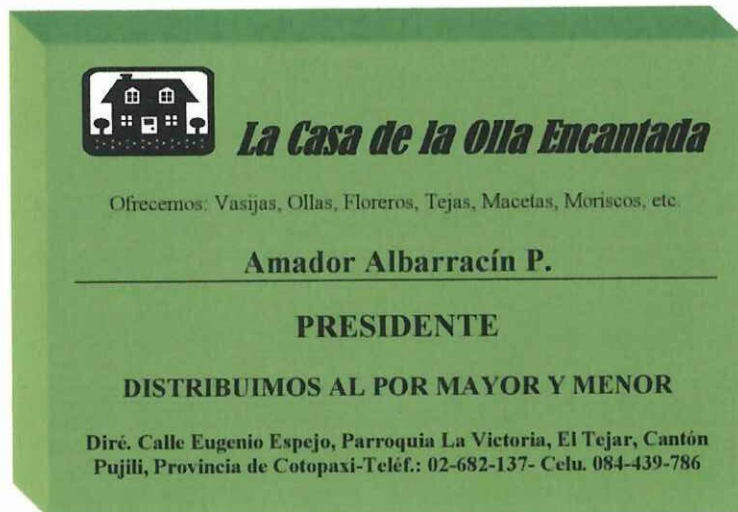 La Casa de la Olla Encantada
Ofrecemos: Vasijas, Ollas, Floreros, Tejas, Macetas, Moriscos, etc.
Amador Albarracín P.
PRESIDENTE
DISTRIBUIMOS AL POR MAYOR Y MENOR
Diré. Calle Eugenio Espejo, Parroquia La Victoria, El Tejar, Cantón
Pujili, Provincia de Cotopaxi-Teléf.: 02-682-137- Celu. 084-439-786